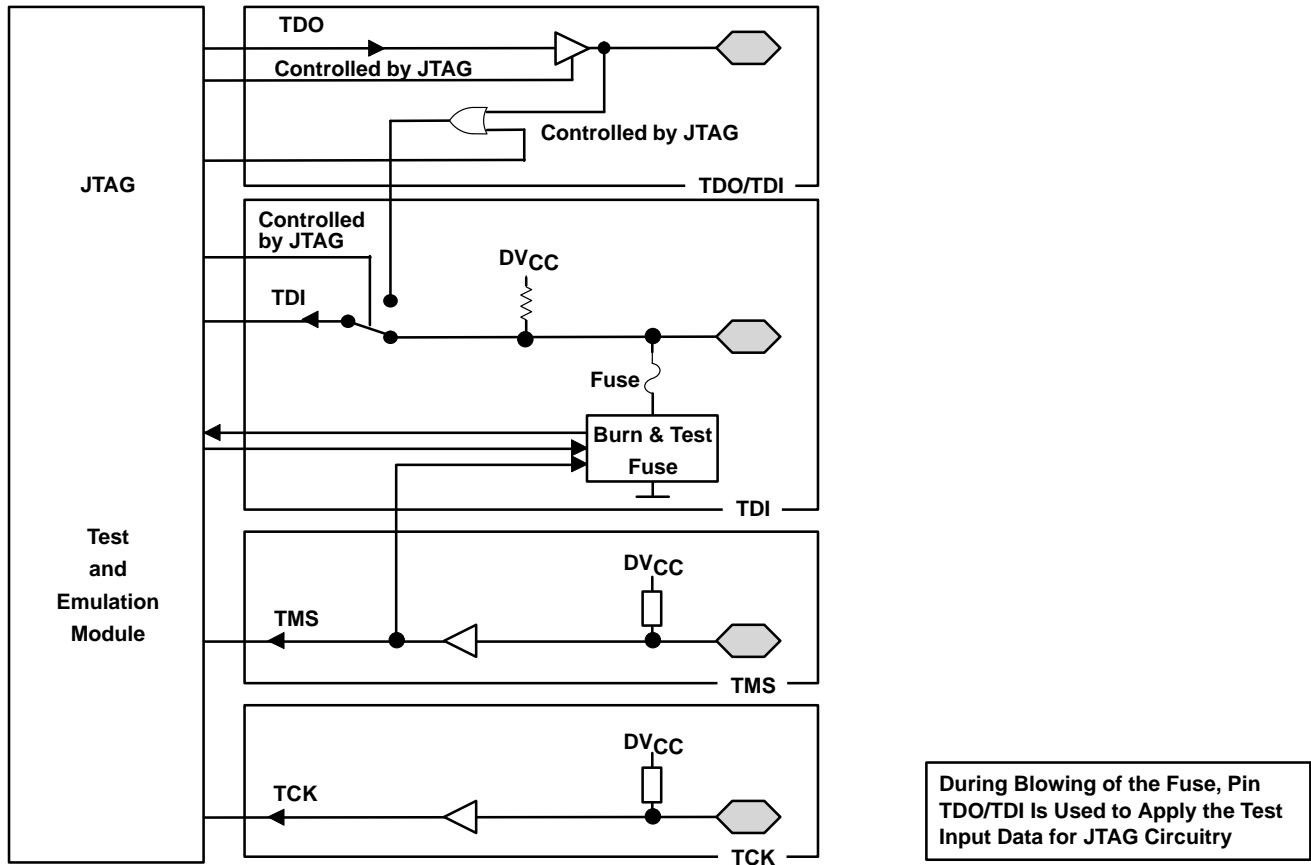 TDO
Controlled by JTAG
Controlled by JTAG
JTAG
TDO/TDI
Controlled
by JTAG
DVCC
TDI
Fuse
Burn & Test
Fuse
TDI
Test
and
Emulation
Module
DVCC
TMS
TMS
DVCC
TCK
TCK
During Blowing of the Fuse, Pin
TDO/TDI Is Used to Apply the Test
Input Data for JTAG Circuitry